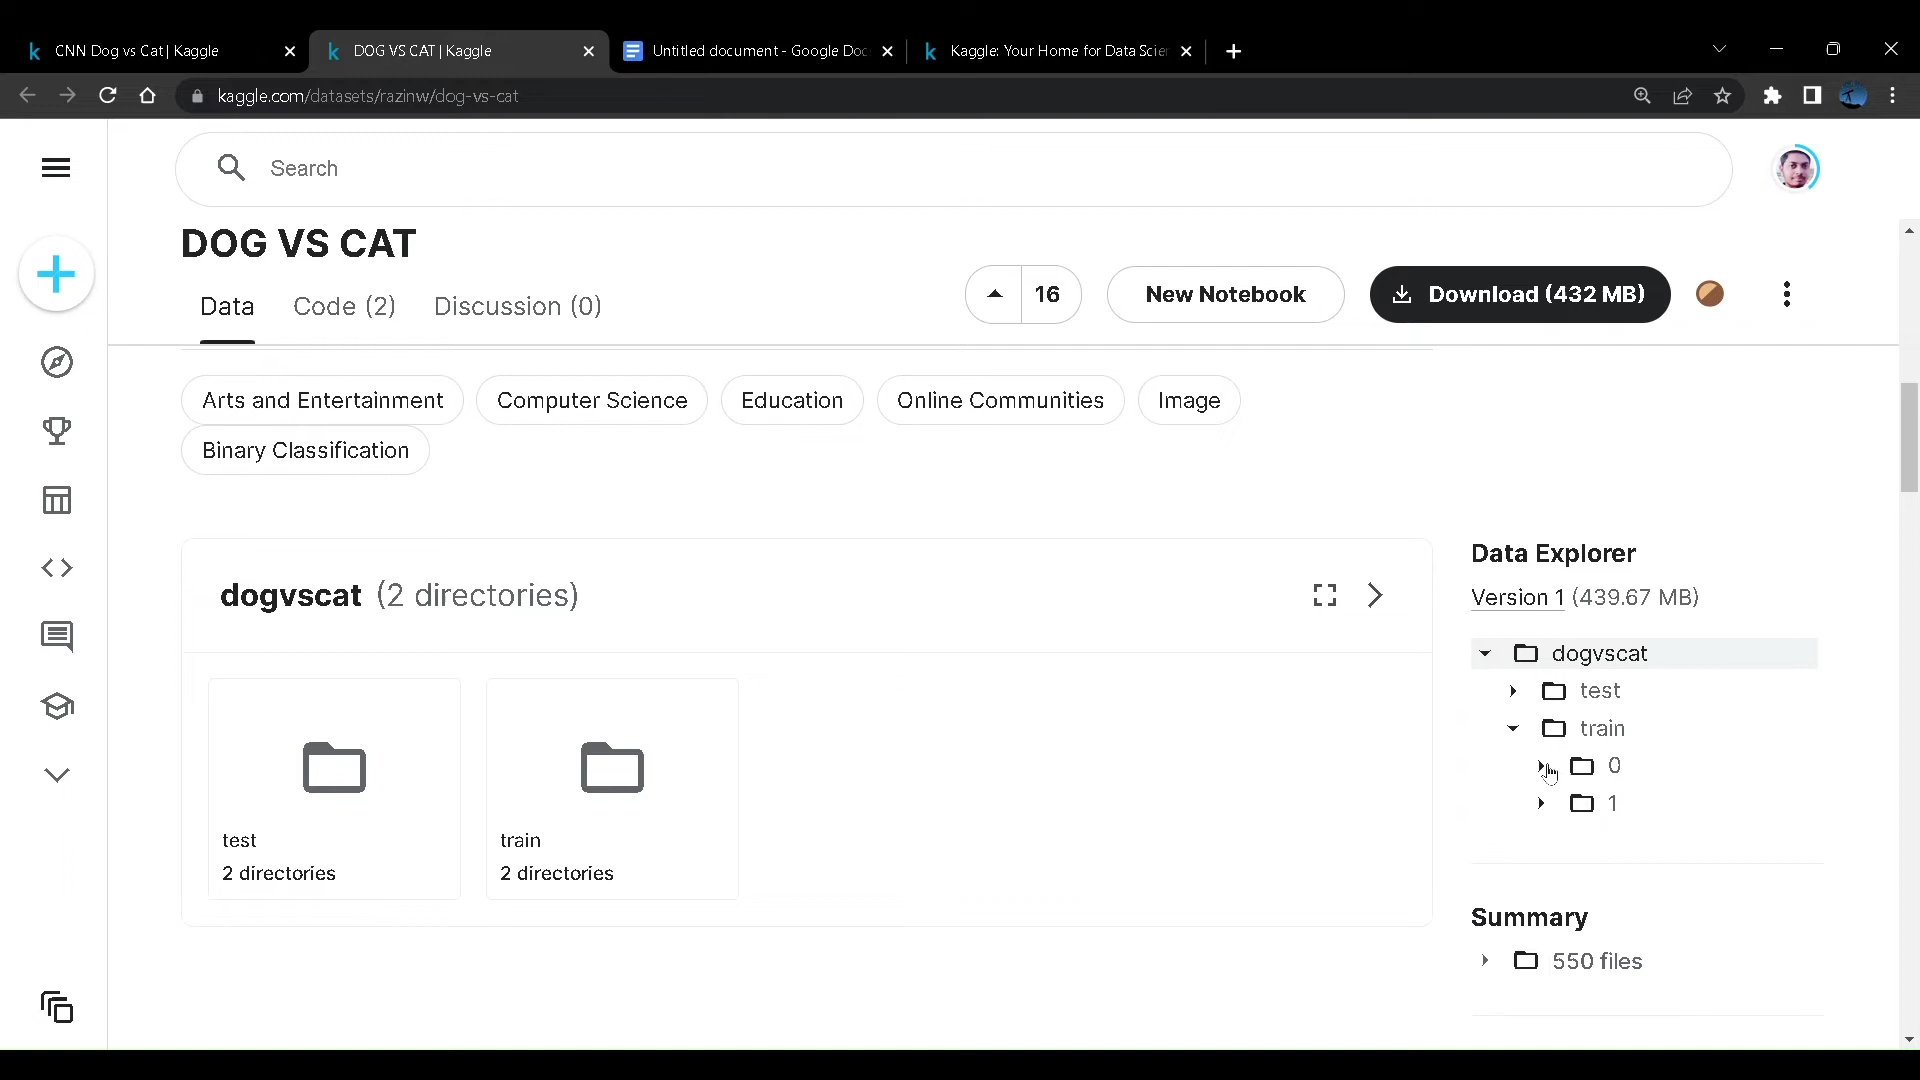 CNN Dog vs Cat | Kaggle
DOG VS CAT | Kaggle
Untitled document - Google Doc
Kaggle: Your Home for Data Scien
kaggle.com/datasets/razinw/dog-vs-cat
Search
DOG VS CAT
Data
Code (2)
Discussion (0)
16
New Notebook
Download (432 MB)
Arts and Entertainment
Computer Science
Education
Online Communities
Image
Binary Classification
dogvscat (2 directories)
test
2 directories
train
2 directories
Data Explorer
Version 1 (439.67 MB)
dogvscat
test
train
0
1
Summary
550 files